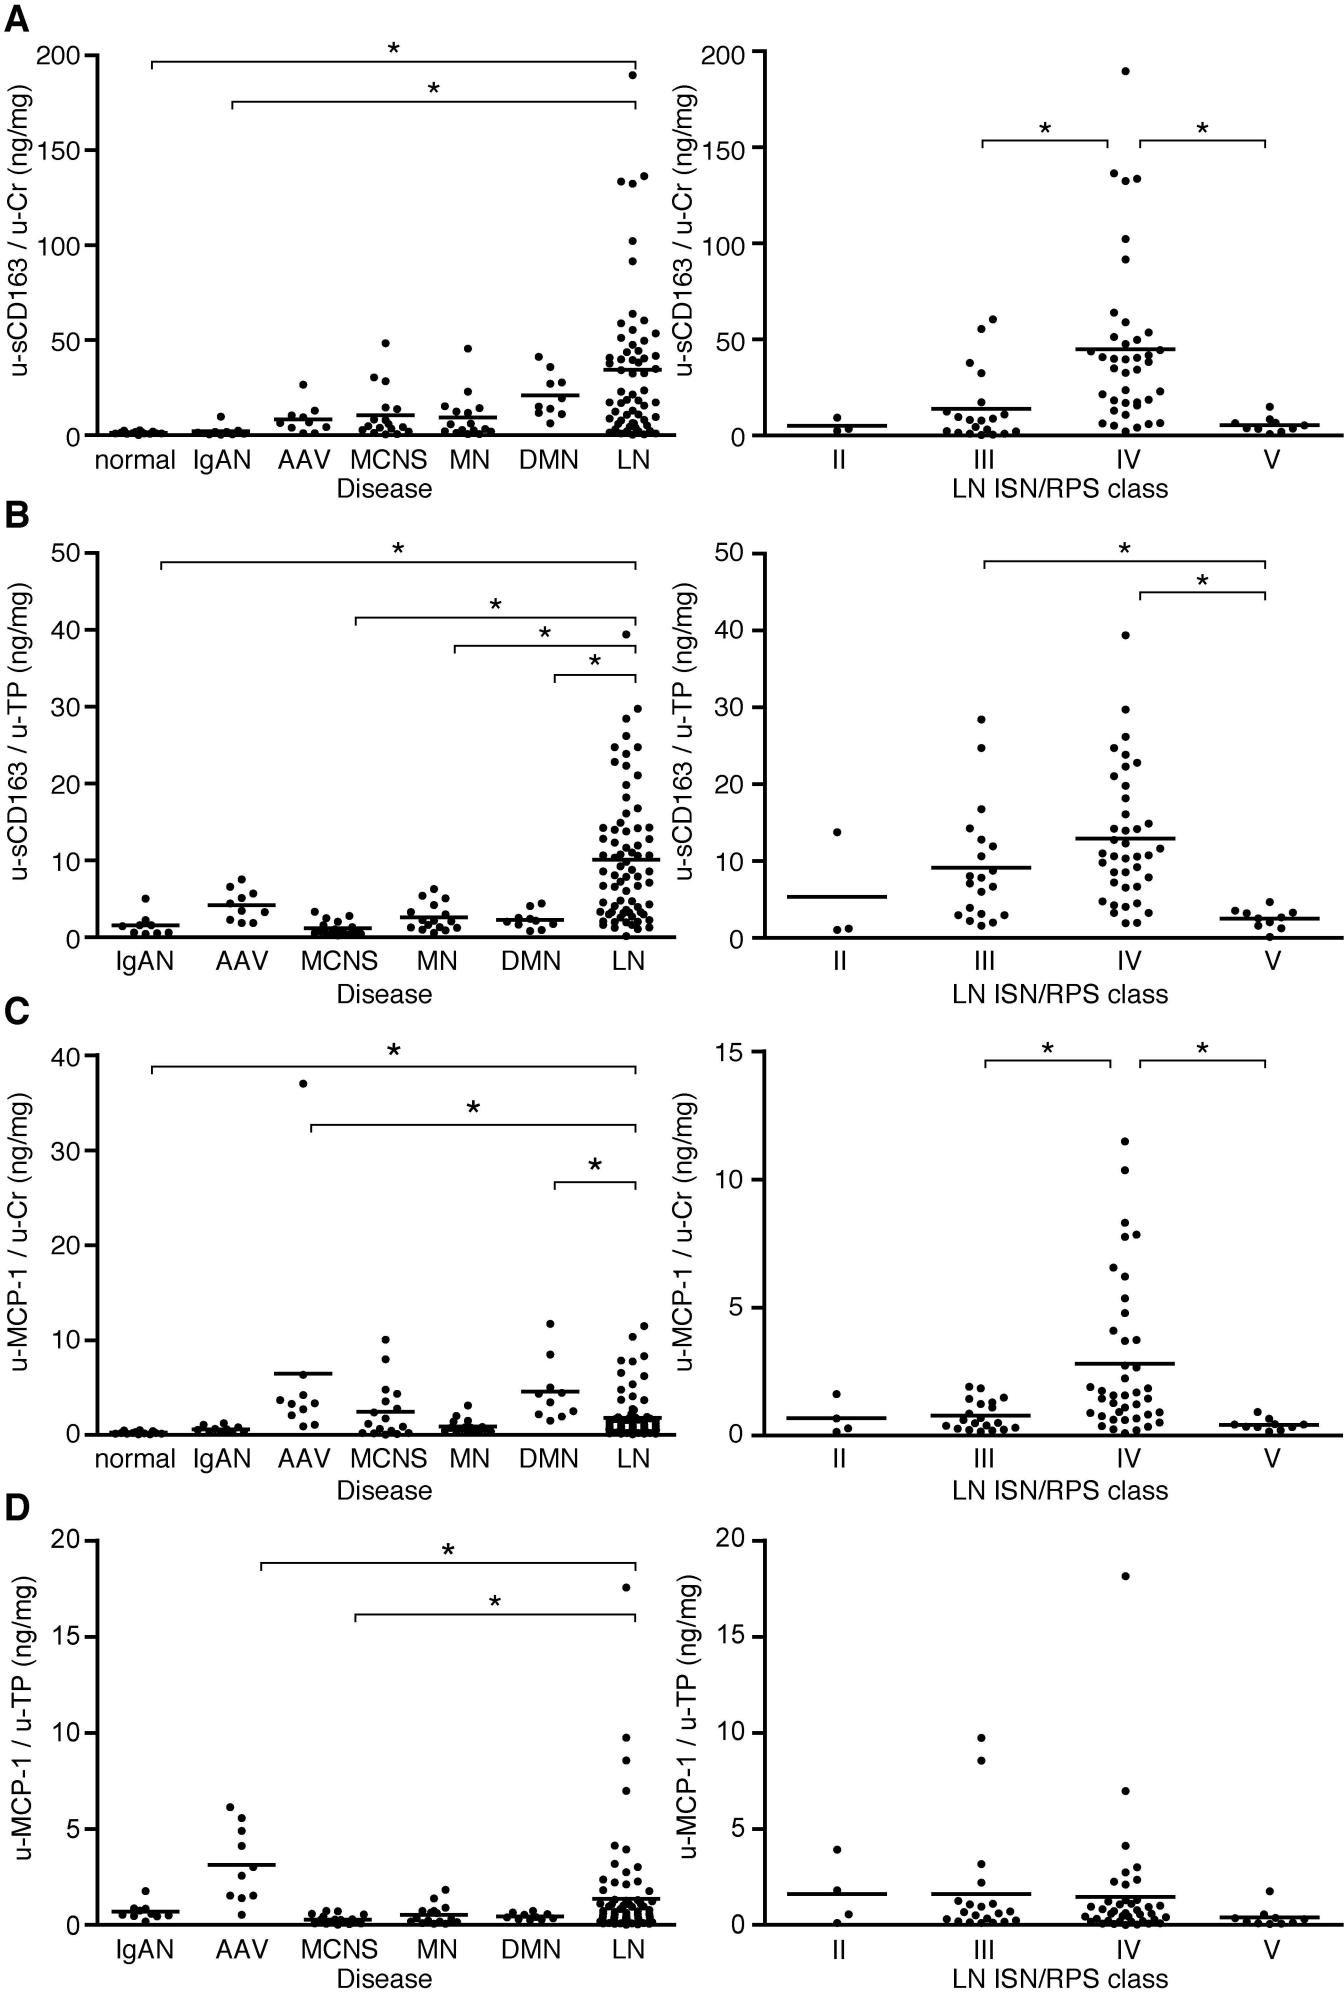 A
u-sCD163 / u-Cr (ng/mg)
200
150
100
50
0
*
*
normal IgAN AAV MCNS MN DMN LN
Disease
u-sCD163 / u-Cr (ng/mg)
200
150
100
50
0
* *
II III IV V
LN ISN/RPS class
B
u-sCD163 / u-TP (ng/mg)
50
40
30
20
10
0
*
*
*
*
IgAN AAV MCNS MN DMN LN
Disease
u-sCD163 / u-TP (ng/mg)
50
40
30
20
10
0
*
*
II III IV V
LN ISN/RPS class
C
u-MCP-1 / u-Cr (ng/mg)
40
30
20
10
0
*
*
*
normal IgAN AAV MCNS MN DMN LN
Disease
u-MCP-1 / u-Cr (ng/mg)
15
10
5
0
* *
II III IV V
LN ISN/RPS class
D
u-MCP-1 / u-TP (ng/mg)
20
15
10
5
0
*
*
IgAN AAV MCNS MN DMN LN
Disease
u-MCP-1 / u-TP (ng/mg)
20
15
10
5
0
II III IV V
LN ISN/RPS class